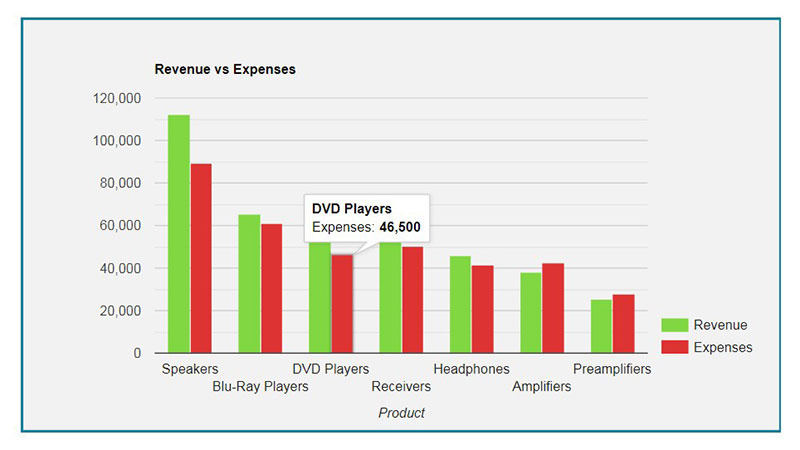 Revenue vs Expenses
120,000
100,000
80,000
60,000
40,000
20,000
0
DVD Players
Expenses: 46,500
Revenue
Expenses
Speakers
Blu-Ray Players
DVD Players
Receivers
Headphones
Amplifiers
Preamplifiers
Product